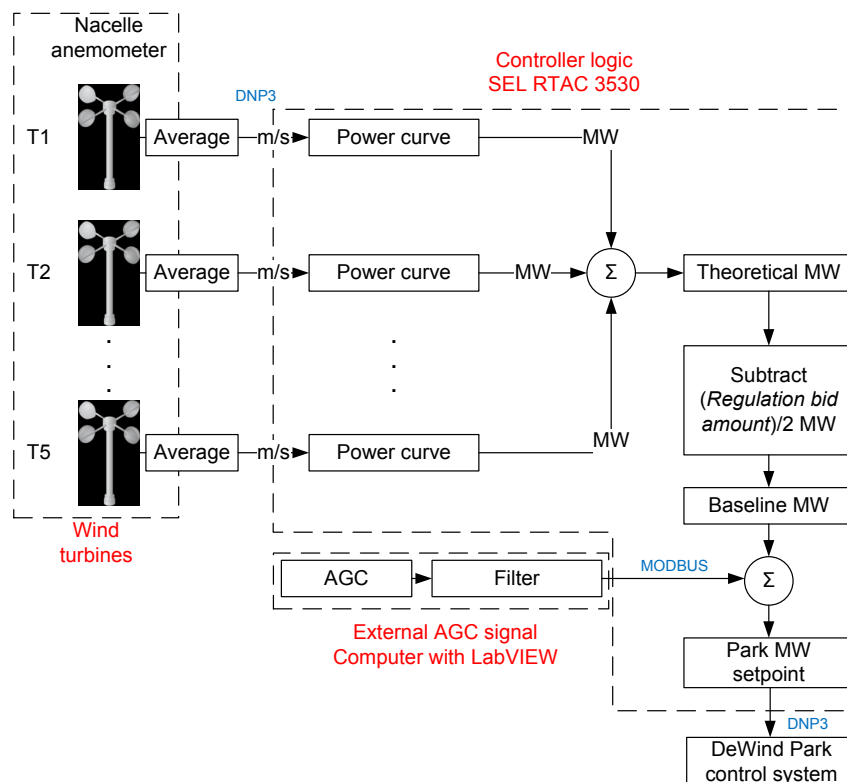 Nacelle
anemometer
Controller logic
SEL RTAC 3530
DNP3
T1
Average
m/s
Power curve
MW
T2
Average
m/s
Power curve
MW
Σ
Theoretical MW
Subtract
(Regulation bid
amount)/2 MW
T5
Average
m/s
Power curve
MW
Baseline MW
Wind
turbines
AGC
Filter
MODBUS
Σ
External AGC signal
Computer with LabVIEW
Park MW
setpoint
DNP3
DeWind Park
control system